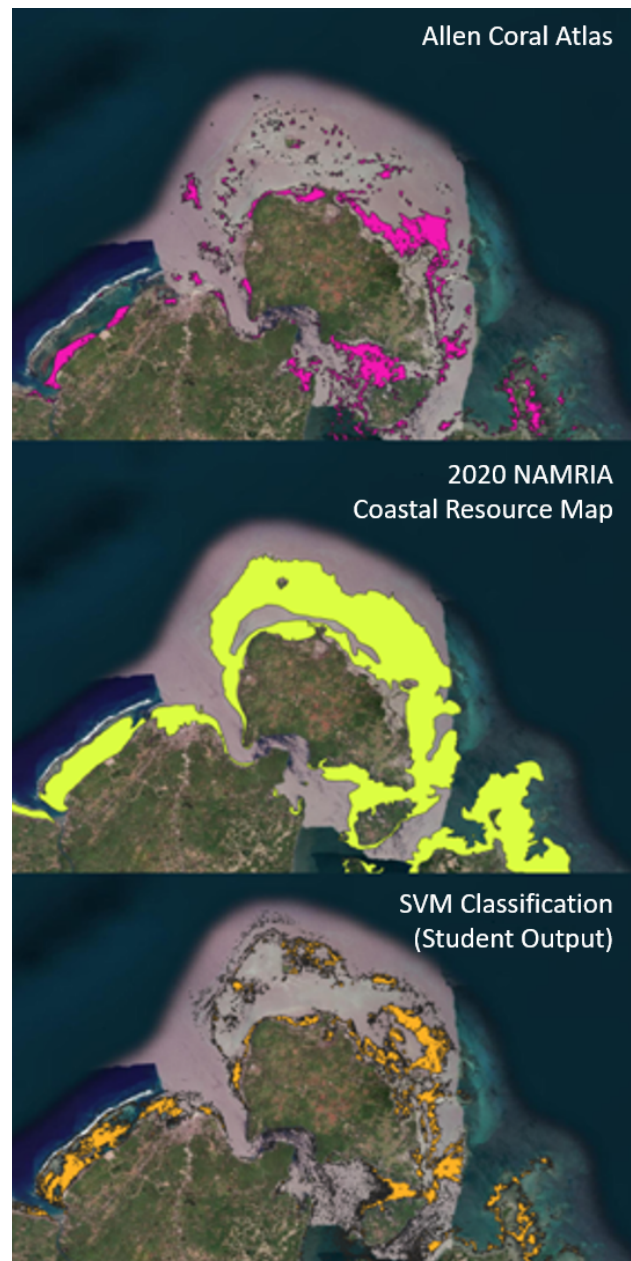 Allen Coral Atlas
2020 NAMRIA
Coastal Resource Map
SVM Classification
(Student Output)